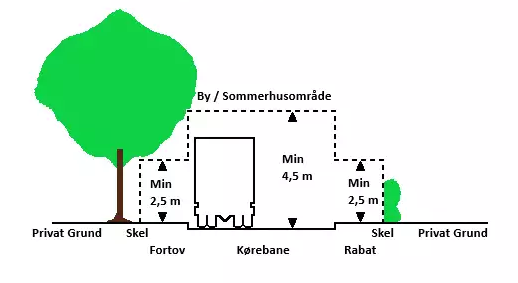 By / Sommerhusområde
Min
4,5 m
Min
2,5 m
Min
2,5 m
Privat Grund
Skel
Skel
Privat Grund
Fortov
Kørebane
Rabat